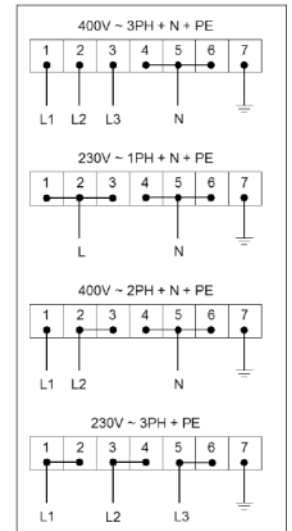 400V ~ 3PH + N + PE
1 2 3 4 5 6 7
L1 L2 L3 N
230V ~ 1PH + N + PE
1 2 3 4 5 6 7
L N
400V ~ 2PH + N + PE
1 2 3 4 5 6 7
L1 L2 N
230V ~ 3PH + PE
1 2 3 4 5 6 7
L1 L2 L3